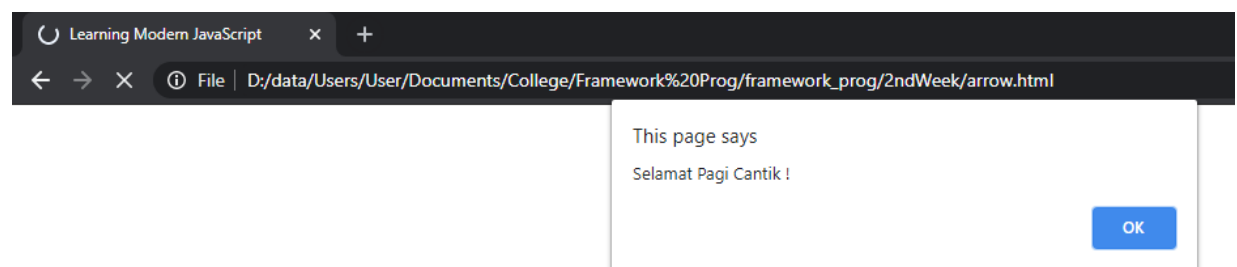 Learning Modern JavaScript
File D:/data/Users/User/Documents/College/Framework%20Prog/framework_prog/2ndWeek/arrow.html
This page says
Selamat Pagi Cantik !
OK